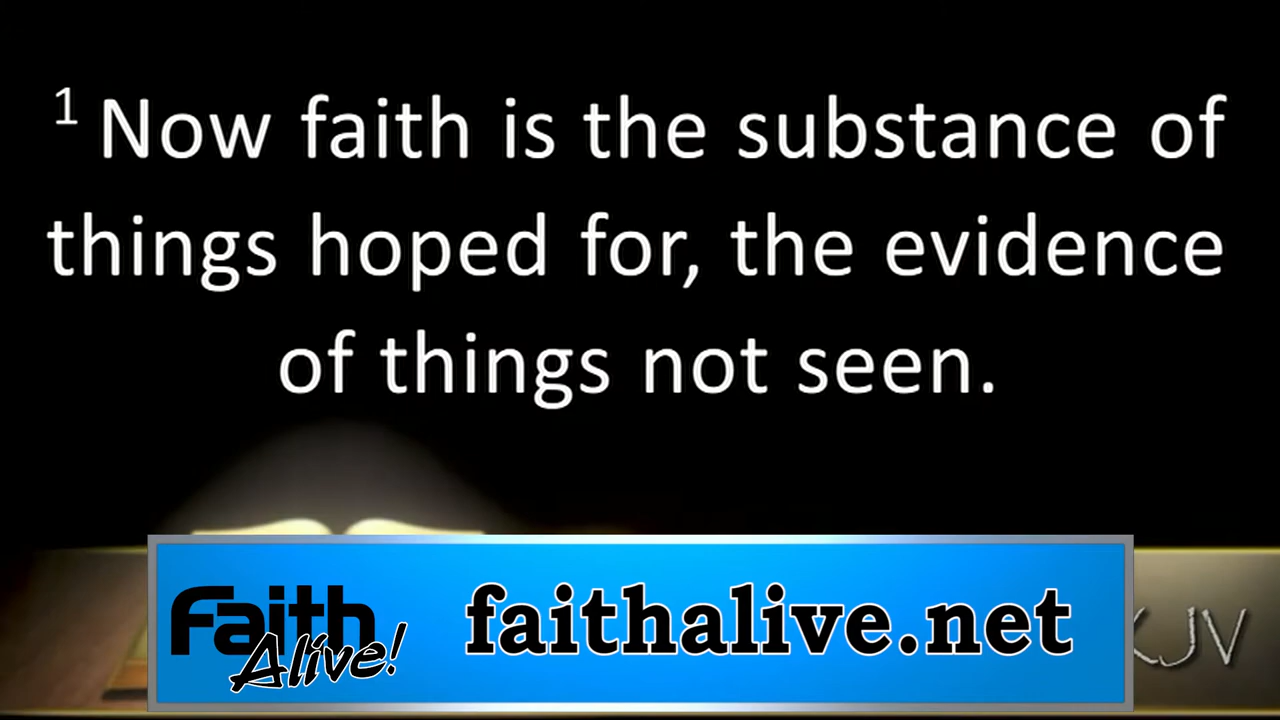 1 Now faith is the substance of
things hoped for, the evidence
of things not seen.
Faith
Alive!
faithalive.net
KJV